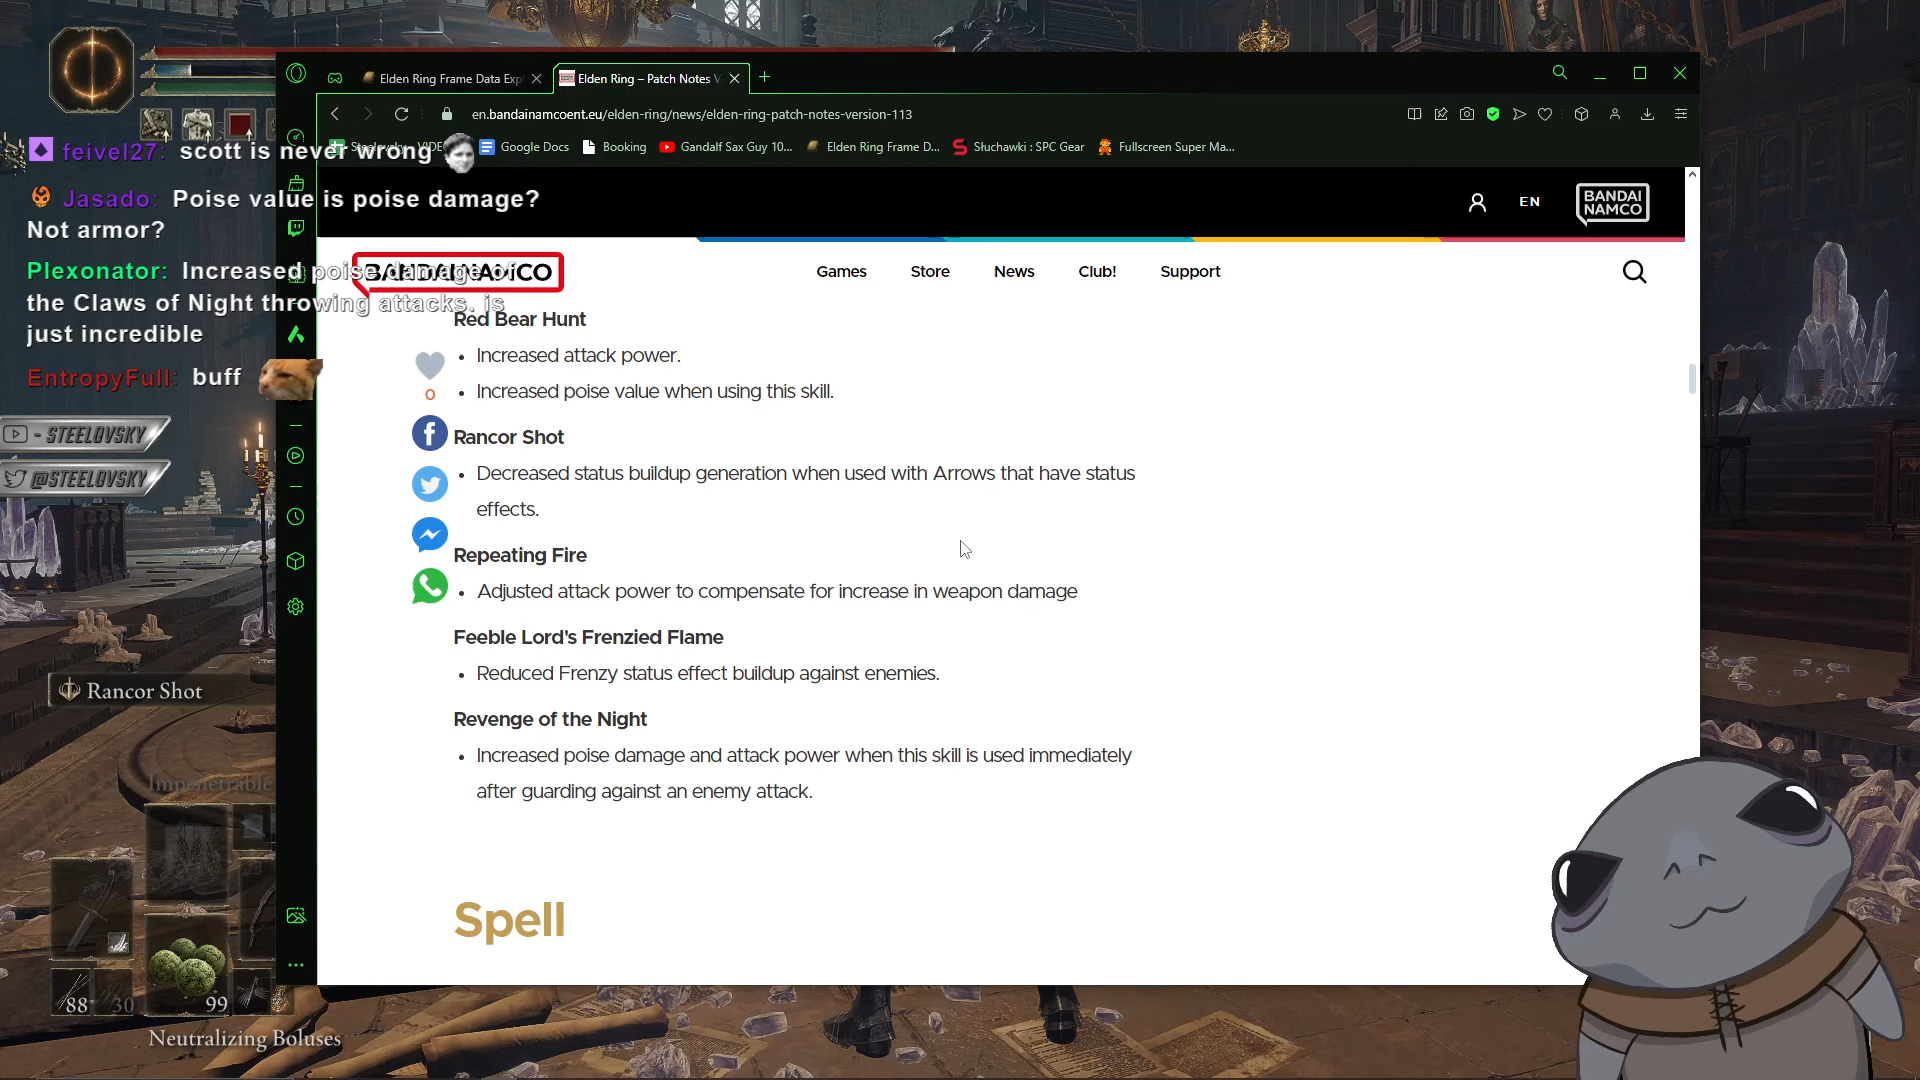 Elden Ring Frame Data Exp
Elden Ring – Patch Notes V
en.bandainamcoent.eu/elden-ring/news/elden-ring-patch-notes-version-113
Google Docs
Booking
Gandalf Sax Guy 10...
Elden Ring Frame D...
Słuchawki : SPC Gear
Fullscreen Super Ma...
feivel27: scott is never wrong
Jasado: Poise value is poise damage?
Not armor?
Plexonator: Increased poise damage of
the Claws of Night throwing attacks. is
just incredible
EntropyFull: buff
- STEELOVSKY
@STEELOVSKY
EN
BANDAI
NAMCO
BANDAI NAMCO
Games
Store
News
Club!
Support
Red Bear Hunt
• Increased attack power.
• Increased poise value when using this skill.
0
Rancor Shot
• Decreased status buildup generation when used with Arrows that have status
effects.
Repeating Fire
• Adjusted attack power to compensate for increase in weapon damage
Feeble Lord's Frenzied Flame
• Reduced Frenzy status effect buildup against enemies.
Revenge of the Night
• Increased poise damage and attack power when this skill is used immediately
after guarding against an enemy attack.
Spell
Rancor Shot
Impenetrable
88
30
99
Neutralizing Boluses